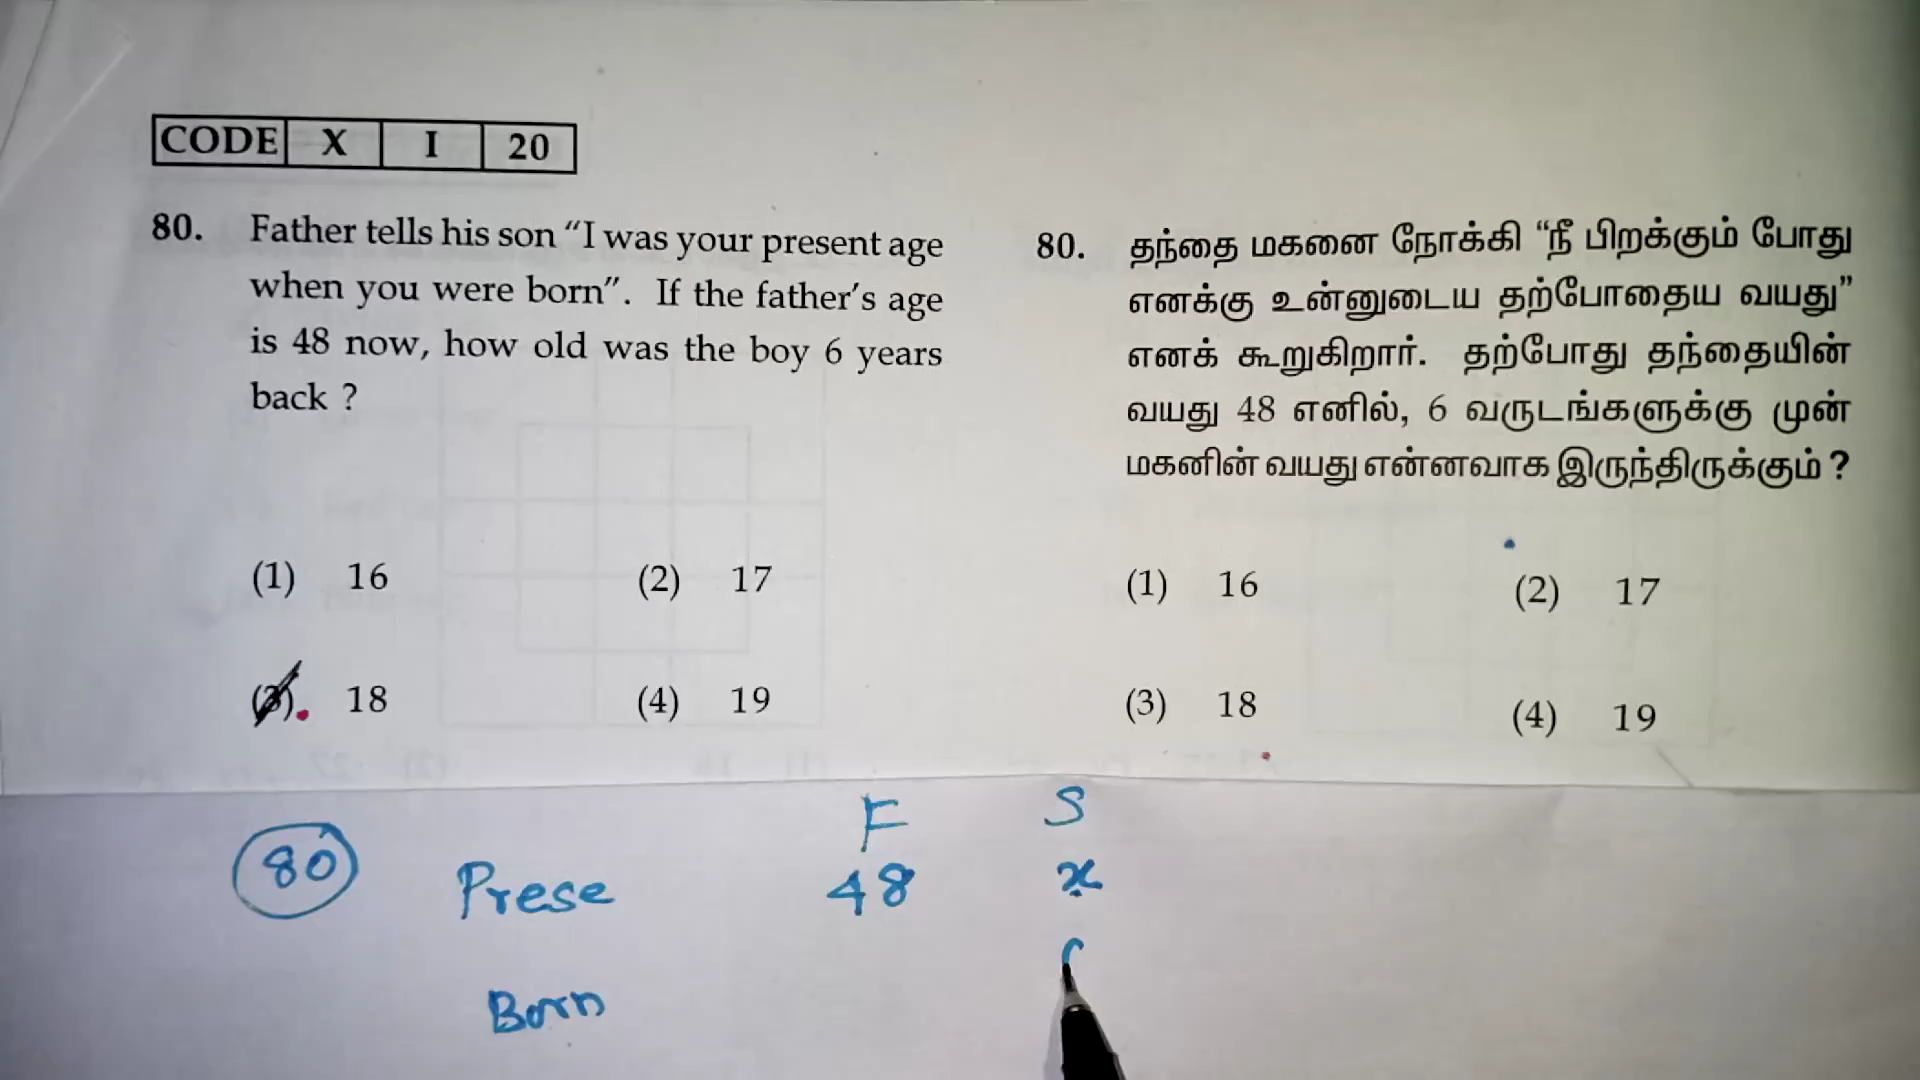 CODE X I 20
80. Father tells his son “I was your present age
when you were born”. If the father’s age
is 48 now, how old was the boy 6 years
back ?
(1) 16 (2) 17
(3) 18 (4) 19
80. தந்தை மகனை நோக்கி “நீ பிறக்கும் போது
எனக்கு உன்னுடைய தற்போதைய வயது”
எனக் கூறுகிறார். தற்போது தந்தையின்
வயது 48 எனில், 6 வருடங்களுக்கு முன்
மகனின் வயது என்னவாக இருந்திருக்கும் ?
(1) 16 (2) 17
(3) 18 (4) 19
F S
80 Prese 48 x
Born